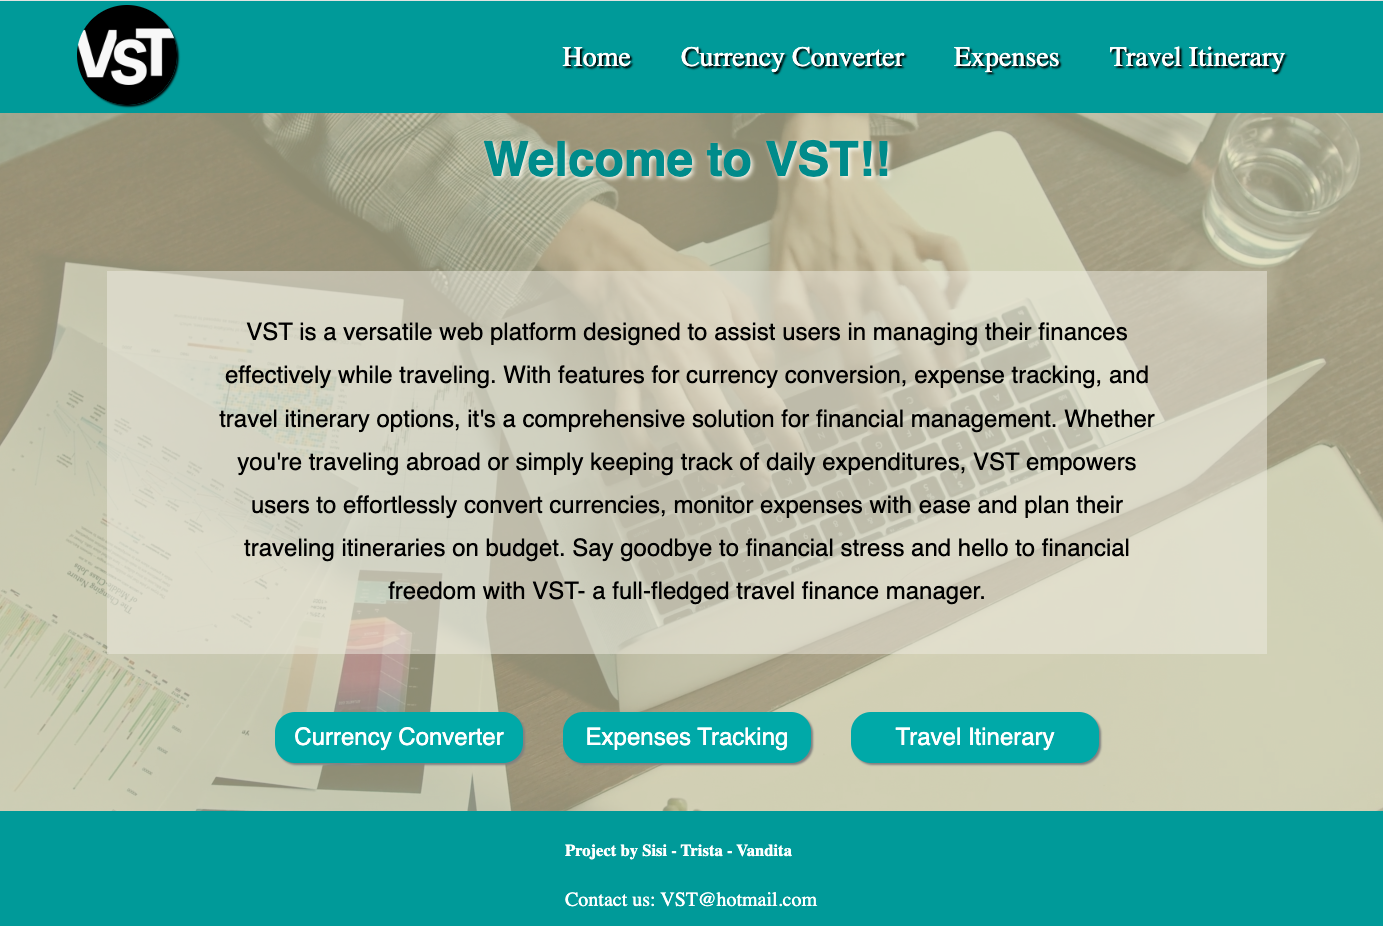 VST
Home Currency Converter Expenses Travel Itinerary
Welcome to VST!!
VST is a versatile web platform designed to assist users in managing their finances
effectively while traveling. With features for currency conversion, expense tracking, and
travel itinerary options, it's a comprehensive solution for financial management. Whether
you're traveling abroad or simply keeping track of daily expenditures, VST empowers
users to effortlessly convert currencies, monitor expenses with ease and plan their
traveling itineraries on budget. Say goodbye to financial stress and hello to financial
freedom with VST- a full-fledged travel finance manager.
Currency Converter Expenses Tracking Travel Itinerary
Project by Sisi - Trista - Vandita
Contact us: VST@hotmail.com